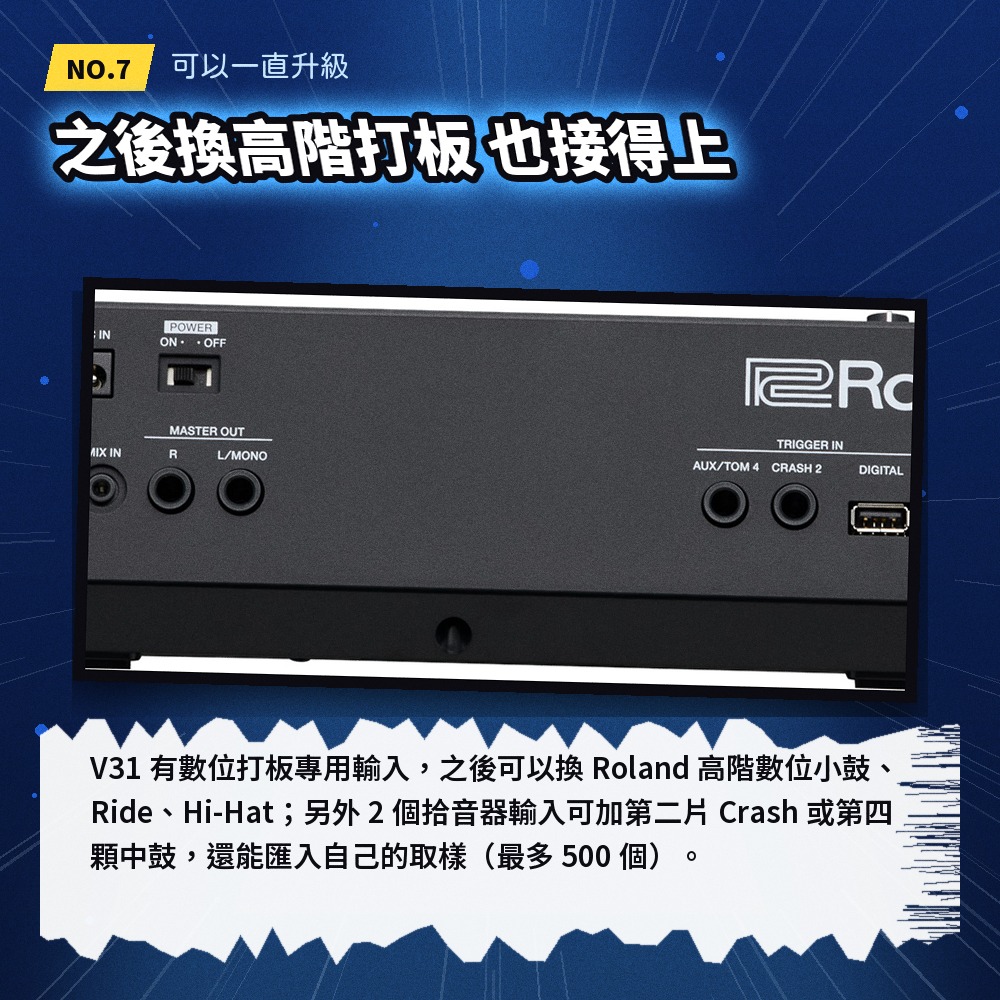 NO.7 可以一直升級
之後換高階打板 也接得上
POWER
ON・ ・OFF
MASTER OUT
R L/MONO
TRIGGER IN
AUX/TOM 4 CRASH 2 DIGITAL
IN
MIX IN
Ro
V31 有數位打板專用輸入，之後可以換 Roland 高階數位小鼓、
Ride、Hi-Hat；另外 2 個拾音器輸入可加第二片 Crash 或第四
顆中鼓，還能匯入自己的取樣（最多 500 個）。